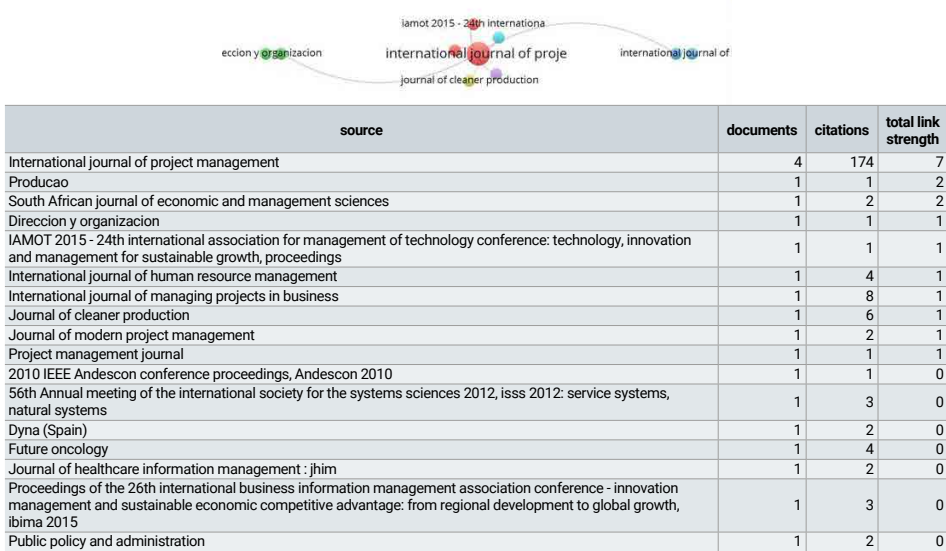 iamot 2015 - 24th internationa
eccion y organizacion
international journal of proje
international journal of
journal of cleaner production
source documents citations total link strength
International journal of project management 4 174 7
Producao 1 1 2
South African journal of economic and management sciences 1 2 2
Direccion y organizacion 1 1 1
IAMOT 2015 - 24th international association for management of technology conference: technology, innovation
and management for sustainable growth, proceedings 1 1 1
International journal of human resource management 1 4 1
International journal of managing projects in business 1 8 1
Journal of cleaner production 1 6 1
Journal of modern project management 1 2 1
Project management journal 1 1 1
2010 IEEE Andescon conference proceedings, Andescon 2010 1 1 0
56th Annual meeting of the international society for the systems sciences 2012, isss 2012: service systems,
natural systems 1 3 0
Dyna (Spain) 1 2 0
Future oncology 1 4 0
Journal of healthcare information management : jhim 1 2 0
Proceedings of the 26th international business information management association conference - innovation
management and sustainable economic competitive advantage: from regional development to global growth,
ibima 2015 1 3 0
Public policy and administration 1 2 0